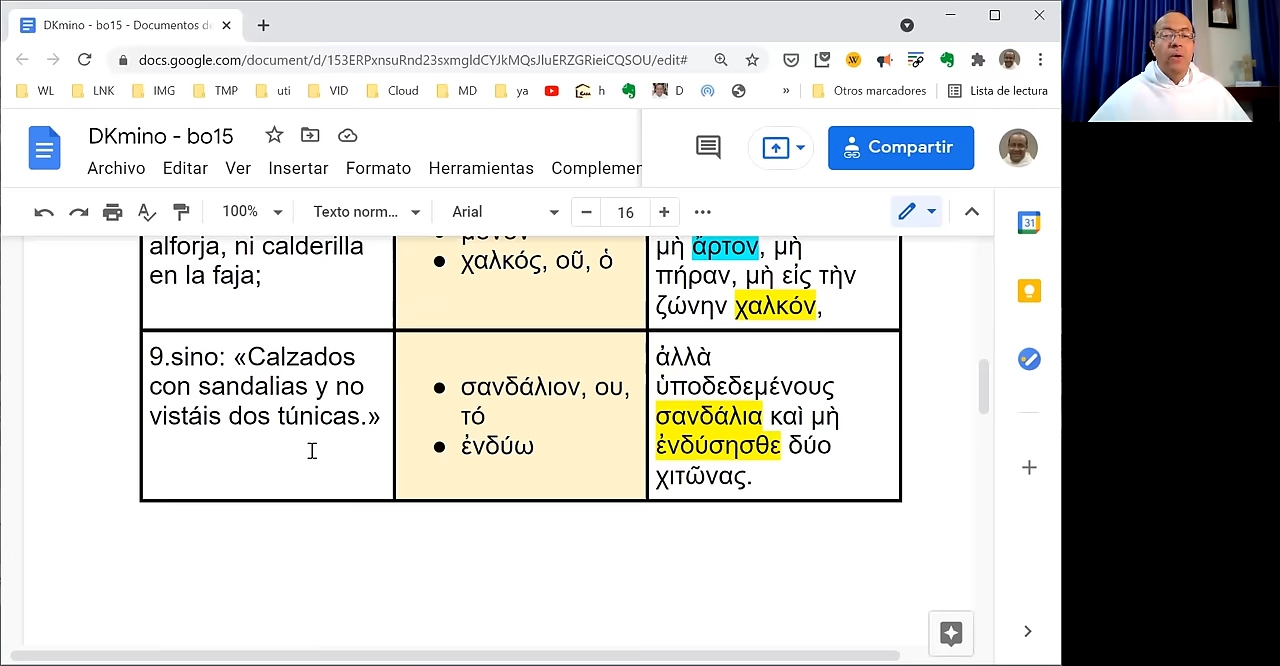 DKmino - bo15 - Documentos de
docs.google.com/document/d/153ERPxnsuRnd23sxmgIdCYJkMQsJluERZGRieiCQSOU/edit#
WL LNK IMG TMP uti VID Cloud MD ya h D » Otros marcadores Lista de lectura
DKmino - bo15
Compartir
Archivo Editar Ver Insertar Formato Herramientas Complemen
100% Texto norm... Arial 16
31
alforja, ni calderilla
en la faja;
χαλκός, οῦ, ὁ
μὴ ἄρτον, μὴ
πήραν, μὴ εἰς τὴν
ζώνην χαλκόν,
9.sino: «Calzados
con sandalias y no
vistáis dos túnicas.»
σανδάλιον, ου,
τό
ἐνδύω
ἀλλὰ
ὑποδεδεμένους
σανδάλια καὶ μὴ
ἐνδύσησθε δύο
χιτῶνας.